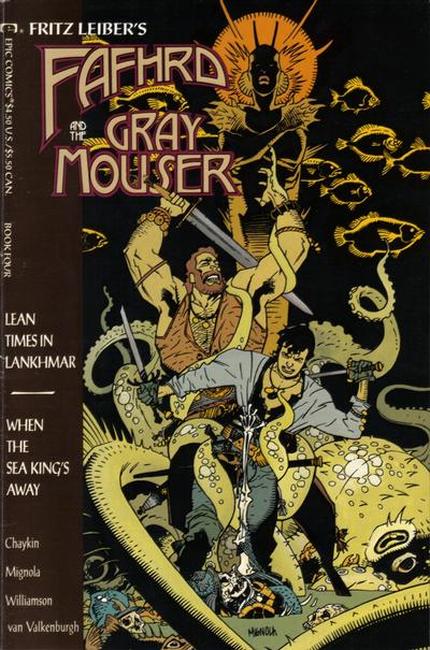 FRITZ LEIBER'S
FAFHRD
AND THE
GRAY
MOUSER
EPIC COMICS® $4.50 U.S./$5.50 CAN.
BOOK FOUR
LEAN
TIMES IN
LANKHMAR
WHEN
THE
SEA KING'S
AWAY
Chaykin
Mignola
Williamson
van Valkenburgh
MIGNOLA